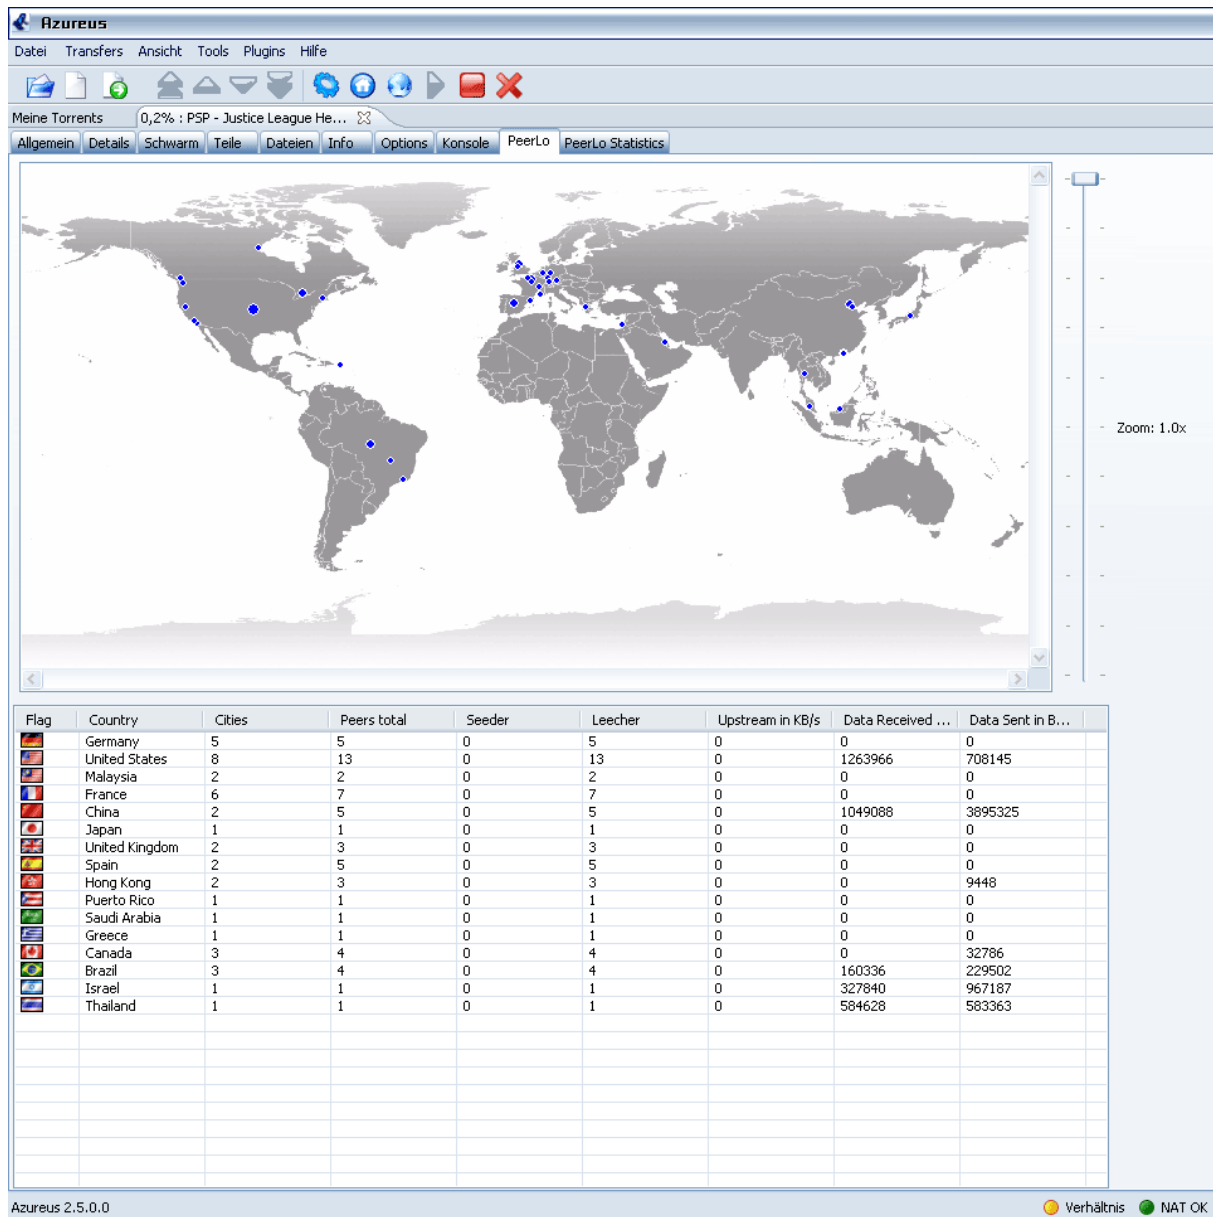 Azureus
Datei Transfers Ansicht Tools Plugins Hilfe
Meine Torrents 0,2% : PSP - Justice League He...
Allgemein Details Schwarm Teile Dateien Info Options Konsole PeerLo PeerLo Statistics
Zoom: 1.0x
Flag Country Cities Peers total Seeder Leecher Upstream in KB/s Data Received ... Data Sent in B...
Germany 5 5 0 5 0 0 0
United States 8 13 0 13 0 1263966 708145
Malaysia 2 2 0 2 0 0 0
France 6 7 0 7 0 0 0
China 2 5 0 5 0 1049088 3895325
Japan 1 1 0 1 0 0 0
United Kingdom 2 3 0 3 0 0 0
Spain 2 5 0 5 0 0 0
Hong Kong 2 3 0 3 0 0 9448
Puerto Rico 1 1 0 1 0 0 0
Saudi Arabia 1 1 0 1 0 0 0
Greece 1 1 0 1 0 0 0
Canada 3 4 0 4 0 0 32786
Brazil 3 4 0 4 0 160336 229502
Israel 1 1 0 1 0 327840 967187
Thailand 1 1 0 1 0 584628 583363
Azureus 2.5.0.0 Verhältnis NAT OK